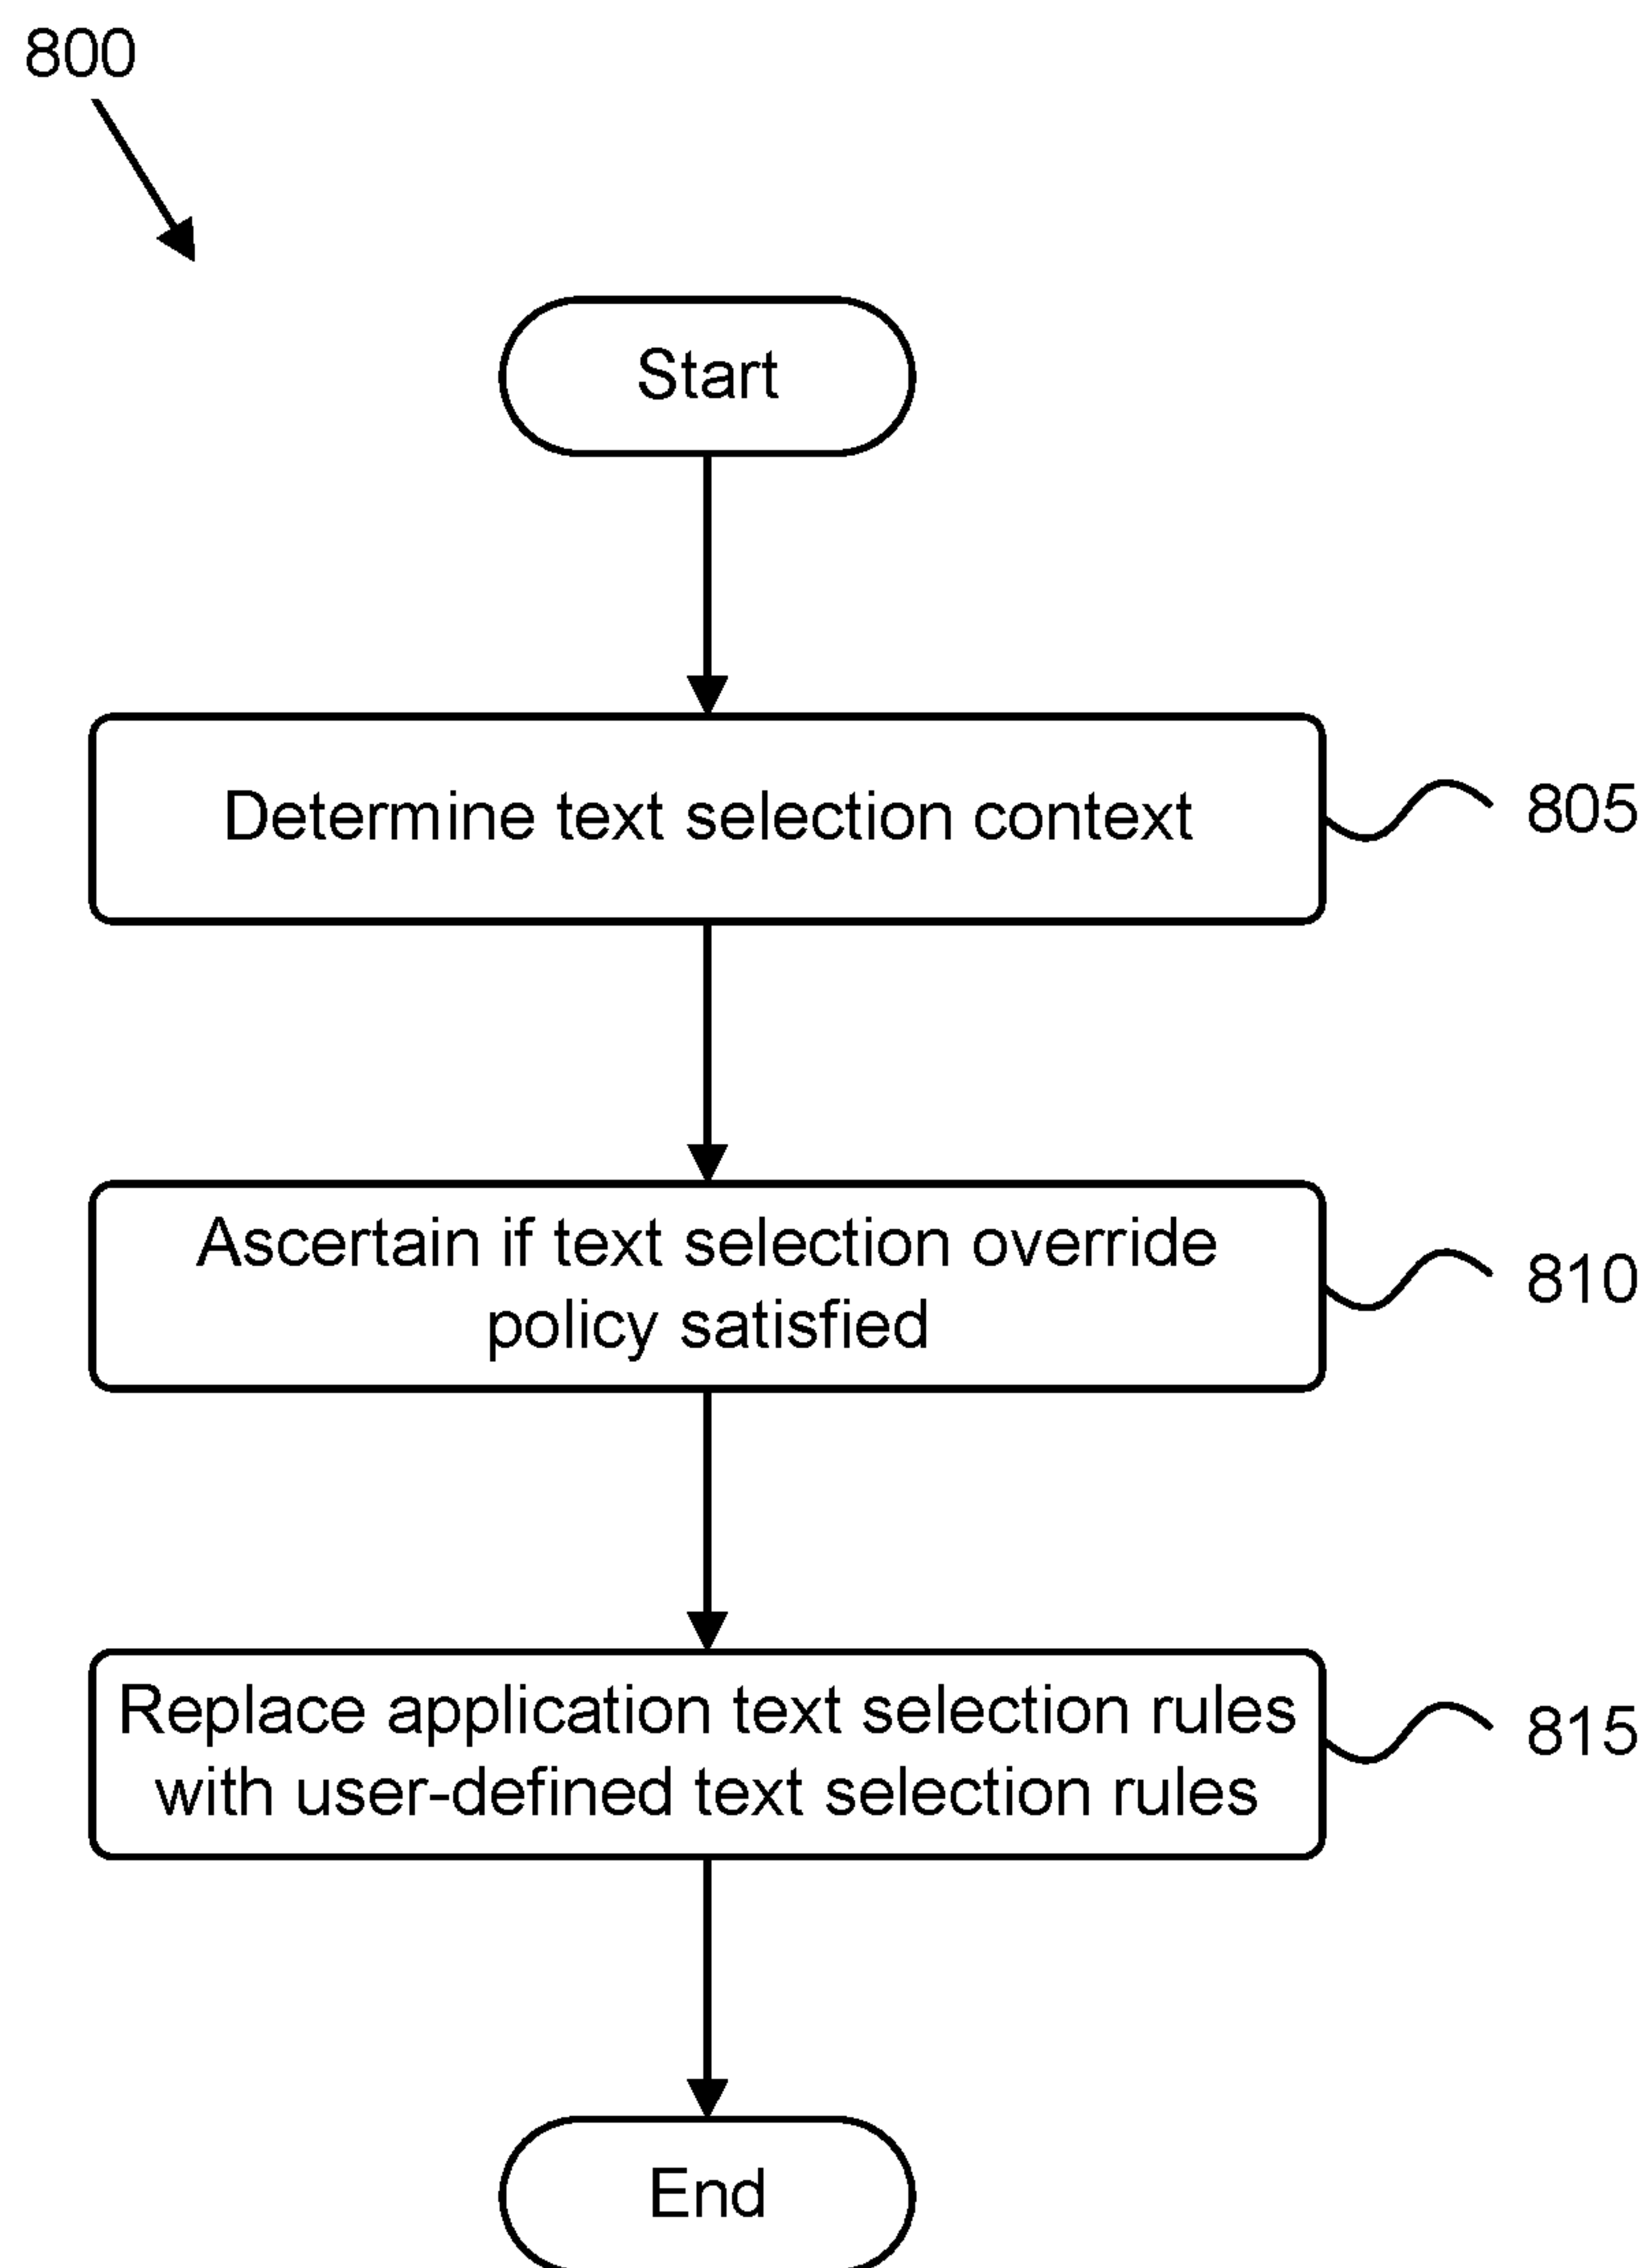 800
Start
Determine text selection context
805
Ascertain if text selection override
policy satisfied
810
Replace application text selection rules
with user-defined text selection rules
815
End